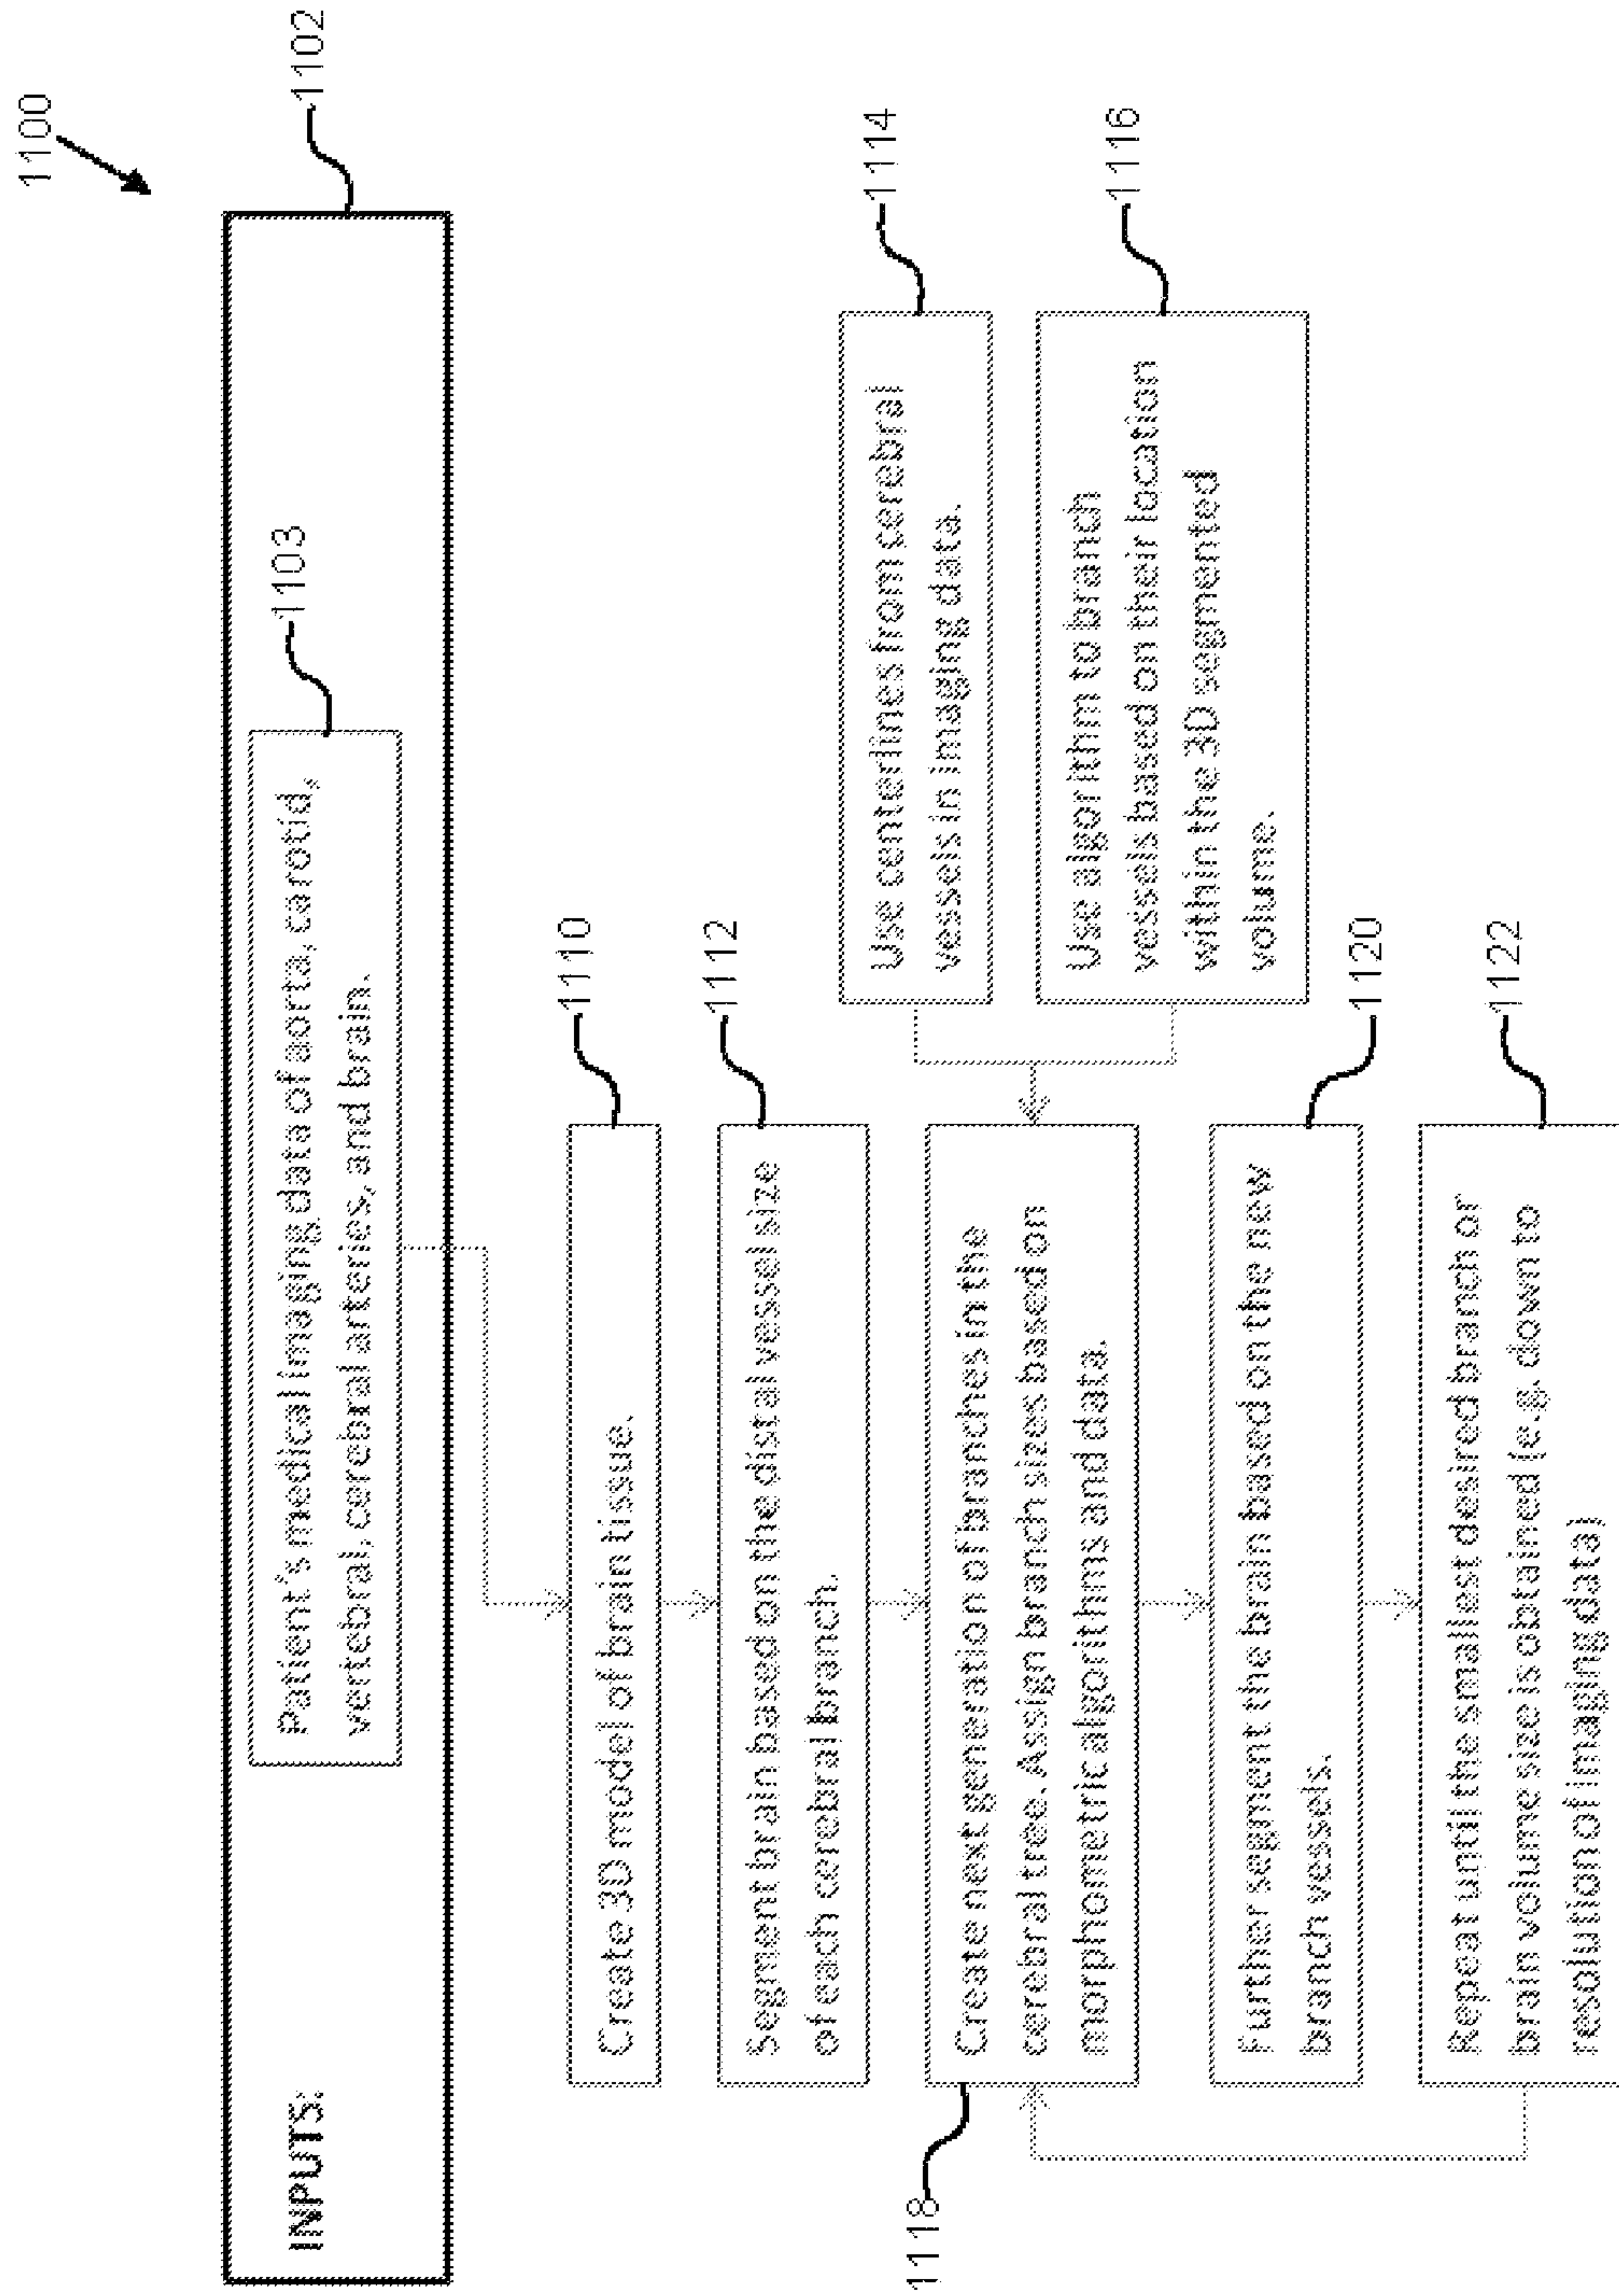 1100
1102
INPUTS:
1103
Patient's medical imaging data of aorta, carotid,
vertebral, cerebral arteries, and brain.
1110
Create 3D model of brain tissue.
1112
Segment brain based on the distal vessel size
of each cerebral branch.
1114
Use centerlines from cerebral
vessels in imaging data.
1118
Create next generation of branches in the
cerebral tree. Assign branch sizes based on
morphometric algorithms and data.
1116
Use algorithm to branch
vessels based on their location
within the 3D segmented
volume.
1120
Further segment the brain based on the new
branch vessels.
1122
Repeat until the smallest desired branch or
brain volume size is obtained (e.g. down to
resolution of imaging data)